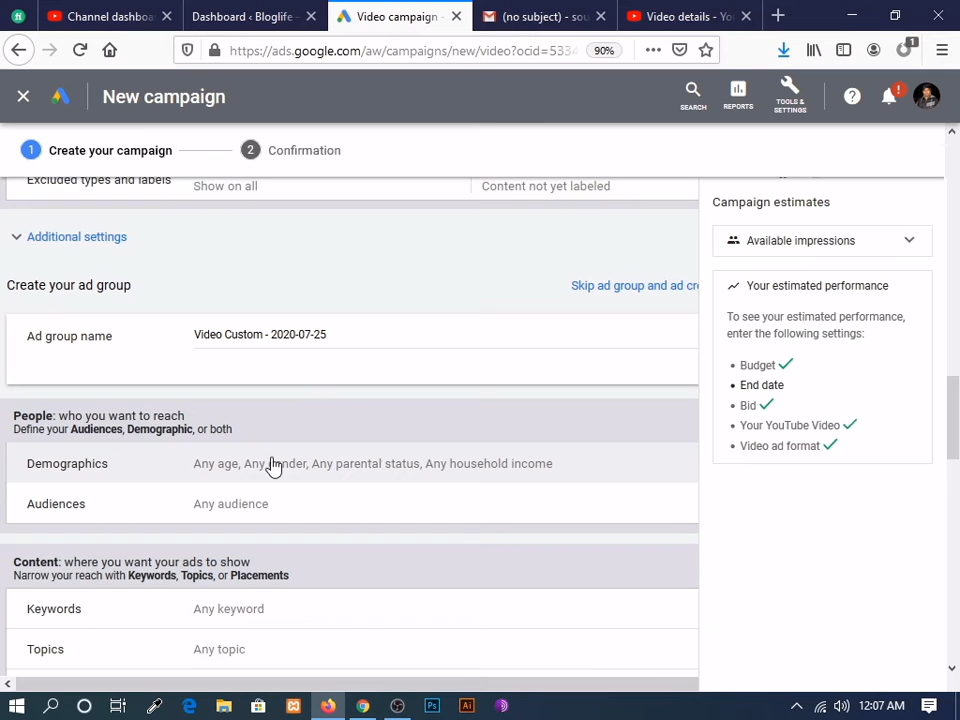 Channel dashboa
Dashboard ‹ Bloglife -
Video campaign -
(no subject) - sou
Video details - Yo
https://ads.google.com/aw/campaigns/new/video?ocid=5334
90%
1
New campaign
SEARCH
REPORTS
TOOLS &
SETTINGS
!
1 Create your campaign
2 Confirmation
Excluded types and labels
Show on all
Content not yet labeled
Additional settings
Create your ad group
Skip ad group and ad cre
Ad group name
Video Custom - 2020-07-25
People: who you want to reach
Define your Audiences, Demographic, or both
Demographics
Any age, Any gender, Any parental status, Any household income
Audiences
Any audience
Content: where you want your ads to show
Narrow your reach with Keywords, Topics, or Placements
Keywords
Any keyword
Topics
Any topic
Campaign estimates
Available impressions
Your estimated performance
To see your estimated performance,
enter the following settings:
• Budget
• End date
• Bid
• Your YouTube Video
• Video ad format
Ps
Ai
12:07 AM